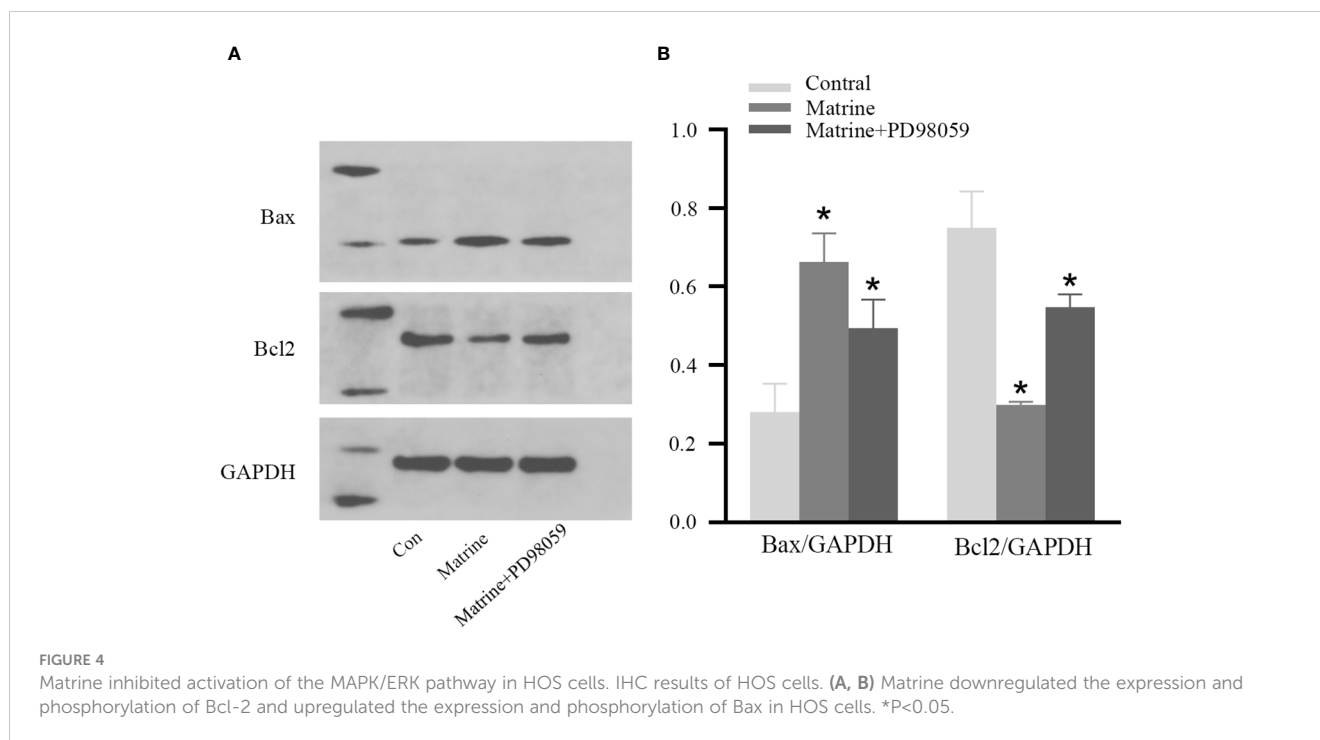 A
Bax
Bcl2
GAPDH
Con
Matrine
Matrine+PD98059
B
Contral
Matrine
Matrine+PD98059
1.0
0.8
0.6
0.4
0.2
0.0
*
*
*
*
Bax/GAPDH
Bcl2/GAPDH
FIGURE 4
Matrine inhibited activation of the MAPK/ERK pathway in HOS cells. IHC results of HOS cells. (A, B) Matrine downregulated the expression and
phosphorylation of Bcl-2 and upregulated the expression and phosphorylation of Bax in HOS cells. *P<0.05.